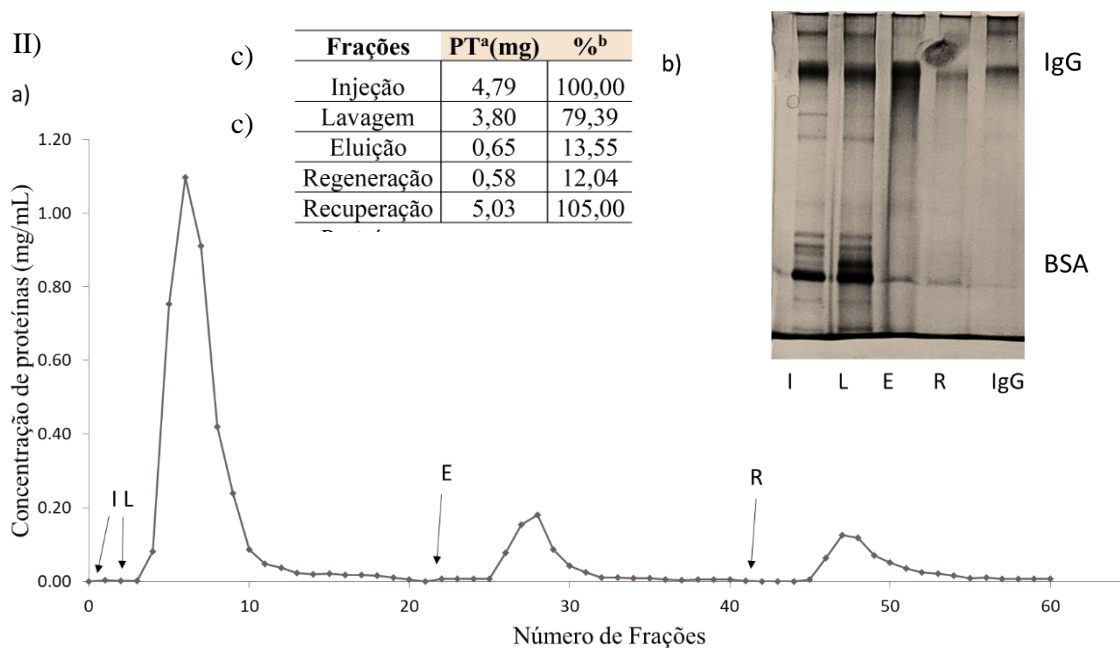 II)
a)
c)
c)
Frações PTᵃ(mg) %ᵇ
Injeção 4,79 100,00
Lavagem 3,80 79,39
Eluição 0,65 13,55
Regeneração 0,58 12,04
Recuperação 5,03 105,00
b)
IgG
BSA
I L E R IgG
Concentração de proteínas (mg/mL)
1.20
1.00
0.80
0.60
0.40
0.20
0.00
I L
E
R
0 10 20 30 40 50 60
Número de Frações